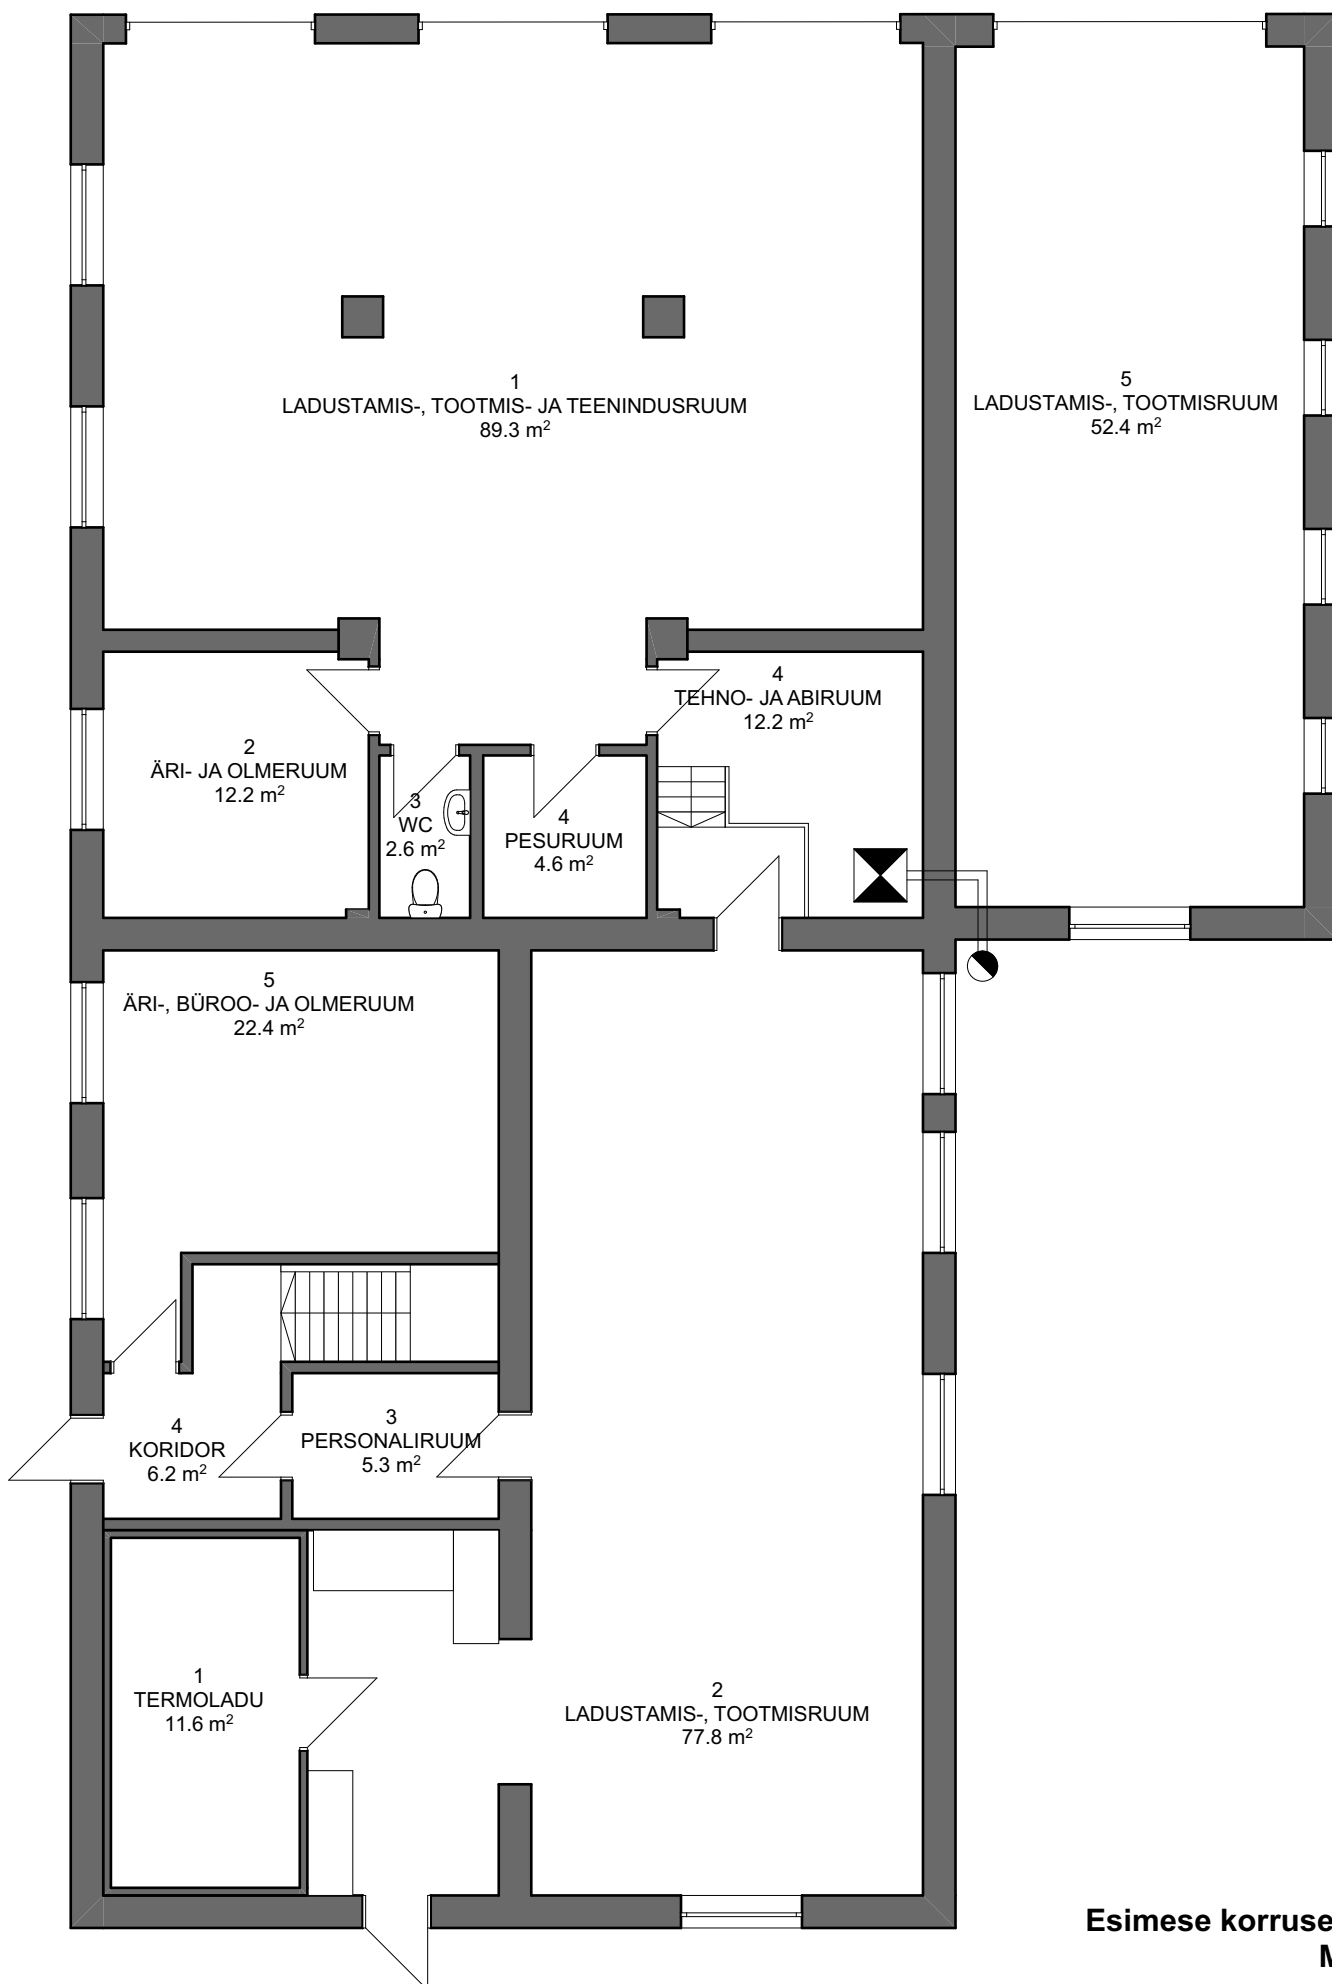 1
LADUSTAMIS-, TOOTMIS- JA TEENINDUSRUUM
89.3 m²
5
LADUSTAMIS-, TOOTMISRUUM
52.4 m²
4
TEHNO- JA ABIRUUM
12.2 m²
2
ÄRI- JA OLMERUUM
12.2 m²
3
WC
2.6 m²
4
PESURUUM
4.6 m²
5
ÄRI-, BÜROO- JA OLMERUUM
22.4 m²
4
KORIDOR
6.2 m²
3
PERSONALIRUUM
5.3 m²
1
TERMOLADU
11.6 m²
2
LADUSTAMIS-, TOOTMISRUUM
77.8 m²
Esimese korruse
M